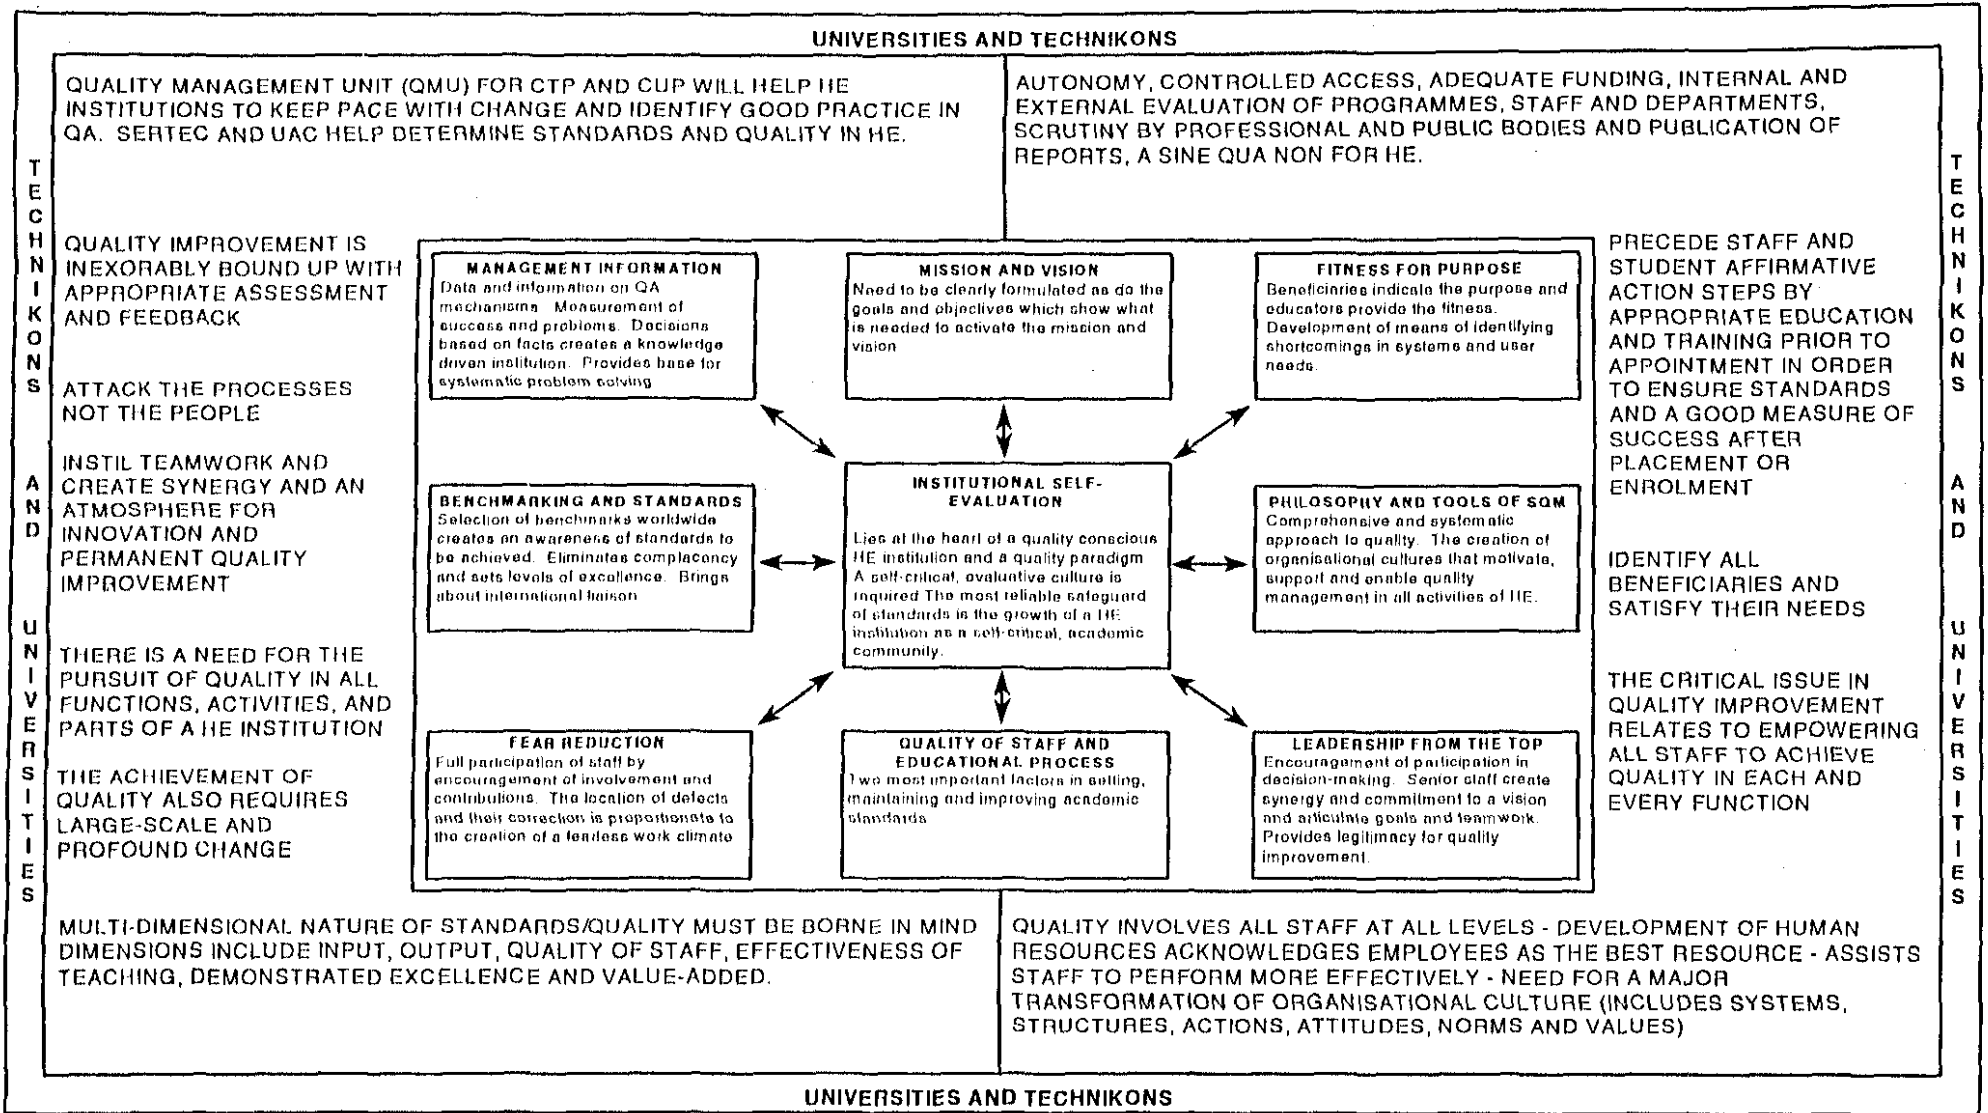 UNIVERSITIES AND TECHNIKONS
QUALITY MANAGEMENT UNIT (QMU) FOR CTP AND CUP WILL HELP HE
INSTITUTIONS TO KEEP PACE WITH CHANGE AND IDENTIFY GOOD PRACTICE IN
QA. SERTEC AND UAC HELP DETERMINE STANDARDS AND QUALITY IN HE.
AUTONOMY, CONTROLLED ACCESS, ADEQUATE FUNDING, INTERNAL AND
EXTERNAL EVALUATION OF PROGRAMMES, STAFF AND DEPARTMENTS,
SCRUTINY BY PROFESSIONAL AND PUBLIC BODIES AND PUBLICATION OF
REPORTS, A SINE QUA NON FOR HE.
TECHNIKONS AND UNIVERSITIES
QUALITY IMPROVEMENT IS
INEXORABLY BOUND UP WITH
APPROPRIATE ASSESSMENT
AND FEEDBACK
ATTACK THE PROCESSES
NOT THE PEOPLE
INSTIL TEAMWORK AND
CREATE SYNERGY AND AN
ATMOSPHERE FOR
INNOVATION AND
PERMANENT QUALITY
IMPROVEMENT
THERE IS A NEED FOR THE
PURSUIT OF QUALITY IN ALL
FUNCTIONS, ACTIVITIES, AND
PARTS OF A HE INSTITUTION
THE ACHIEVEMENT OF
QUALITY ALSO REQUIRES
LARGE-SCALE AND
PROFOUND CHANGE
MANAGEMENT INFORMATION
Data and information on QA
mechanisms Measurement of
success and problems. Decisions
based on facts creates a knowledge
driven institution. Provides base for
systematic problem solving
MISSION AND VISION
Need to be clearly formulated as do the
goals and objectives which show what
is needed to activate the mission and
vision
FITNESS FOR PURPOSE
Beneficiaries indicate the purpose and
educators provide the fitness.
Development of means of identifying
shortcomings in systems and user
needs.
BENCHMARKING AND STANDARDS
Selection of benchmarks worldwide
creates an awareness of standards to
be achieved. Eliminates complacency
and sets levels of excellence. Brings
about international liaison
INSTITUTIONAL SELF-
EVALUATION
Lies at the heart of a quality conscious
HE institution and a quality paradigm
A self-critical, evaluative culture is
required The most reliable safeguard
of standards is the growth of a HE
institution as a self-critical, academic
community.
PHILOSOPHY AND TOOLS OF SQM
Comprehensive and systematic
approach to quality. The creation of
organisational cultures that motivate,
support and enable quality
management in all activities of HE.
FEAR REDUCTION
Full participation of staff by
encouragement of involvement and
contributions. The location of defects
and their correction is proportionate to
the creation of a fearless work climate
QUALITY OF STAFF AND
EDUCATIONAL PROCESS
Two most important factors in setting,
maintaining and improving academic
standards
LEADERSHIP FROM THE TOP
Encouragement of participation in
decision-making. Senior staff create
synergy and commitment to a vision
and articulate goals and teamwork.
Provides legitimacy for quality
improvement.
PRECEDE STAFF AND
STUDENT AFFIRMATIVE
ACTION STEPS BY
APPROPRIATE EDUCATION
AND TRAINING PRIOR TO
APPOINTMENT IN ORDER
TO ENSURE STANDARDS
AND A GOOD MEASURE OF
SUCCESS AFTER
PLACEMENT OR
ENROLMENT
IDENTIFY ALL
BENEFICIARIES AND
SATISFY THEIR NEEDS
THE CRITICAL ISSUE IN
QUALITY IMPROVEMENT
RELATES TO EMPOWERING
ALL STAFF TO ACHIEVE
QUALITY IN EACH AND
EVERY FUNCTION
TECHNIKONS AND UNIVERSITIES
MULTI-DIMENSIONAL NATURE OF STANDARDS/QUALITY MUST BE BORNE IN MIND
DIMENSIONS INCLUDE INPUT, OUTPUT, QUALITY OF STAFF, EFFECTIVENESS OF
TEACHING, DEMONSTRATED EXCELLENCE AND VALUE-ADDED.
QUALITY INVOLVES ALL STAFF AT ALL LEVELS - DEVELOPMENT OF HUMAN
RESOURCES ACKNOWLEDGES EMPLOYEES AS THE BEST RESOURCE - ASSISTS
STAFF TO PERFORM MORE EFFECTIVELY - NEED FOR A MAJOR
TRANSFORMATION OF ORGANISATIONAL CULTURE (INCLUDES SYSTEMS,
STRUCTURES, ACTIONS, ATTITUDES, NORMS AND VALUES)
UNIVERSITIES AND TECHNIKONS